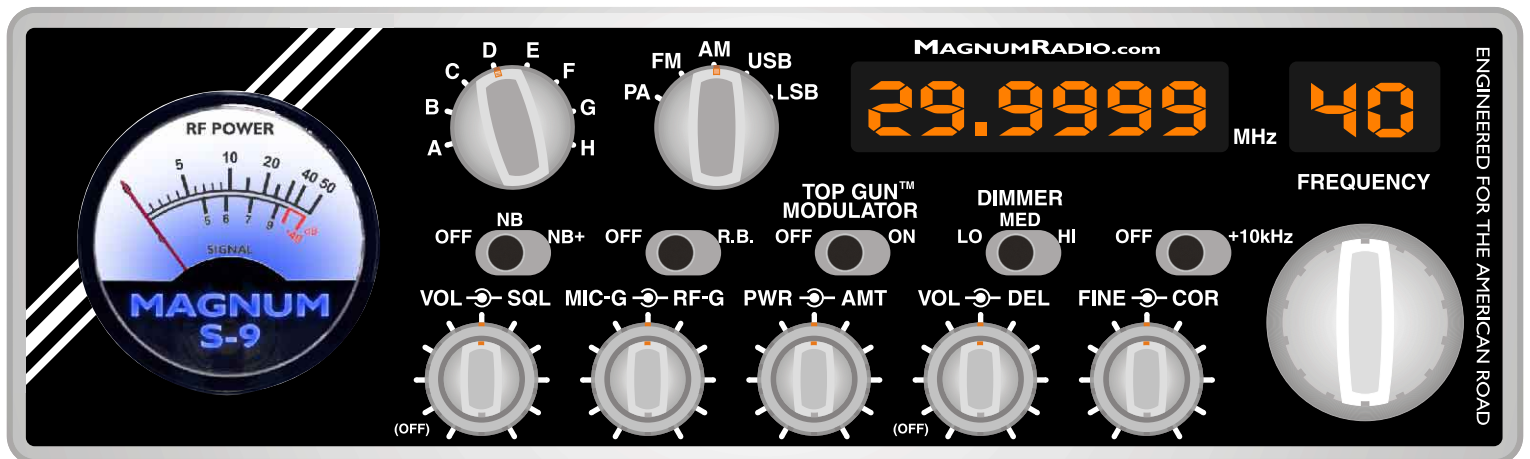 RF POWER
5 10 20 40 50
5 6 7 9
SIGNAL
MAGNUM
S-9
A
B
C
D
E
F
G
H
PA
FM
AM
USB
LSB
MAGNUMRADIO.com
29.9999
MHz
40
FREQUENCY
ENGINEERED FOR THE AMERICAN ROAD
OFF NB NB+
OFF R.B.
TOP GUN™
MODULATOR
OFF ON
DIMMER
LO MED HI
OFF +10kHz
VOL SQL
MIC-G RF-G
PWR AMT
VOL DEL
FINE COR
(OFF)
(OFF)